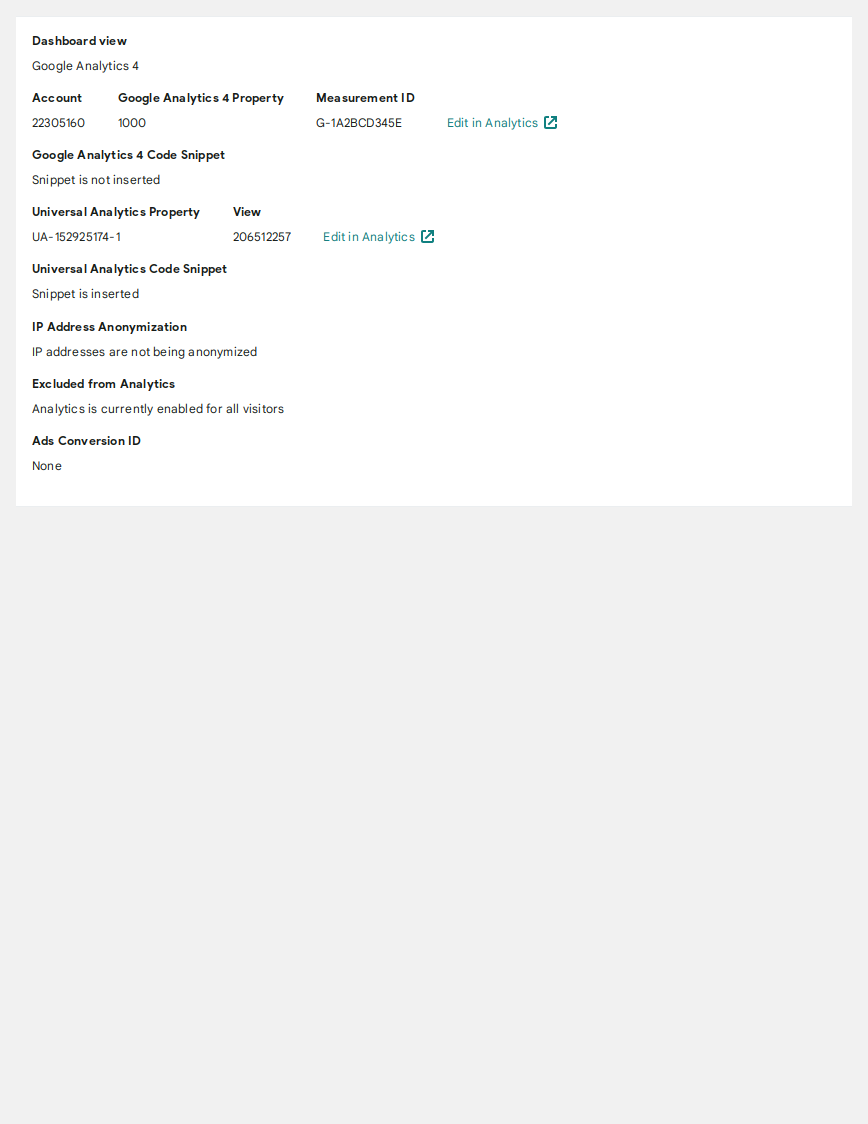 Dashboard view
Google Analytics 4
Account Google Analytics 4 Property Measurement ID
22305160 1000 G-1A2BCD345E Edit in Analytics
Google Analytics 4 Code Snippet
Snippet is not inserted
Universal Analytics Property View
UA-152925174-1 206512257 Edit in Analytics
Universal Analytics Code Snippet
Snippet is inserted
IP Address Anonymization
IP addresses are not being anonymized
Excluded from Analytics
Analytics is currently enabled for all visitors
Ads Conversion ID
None